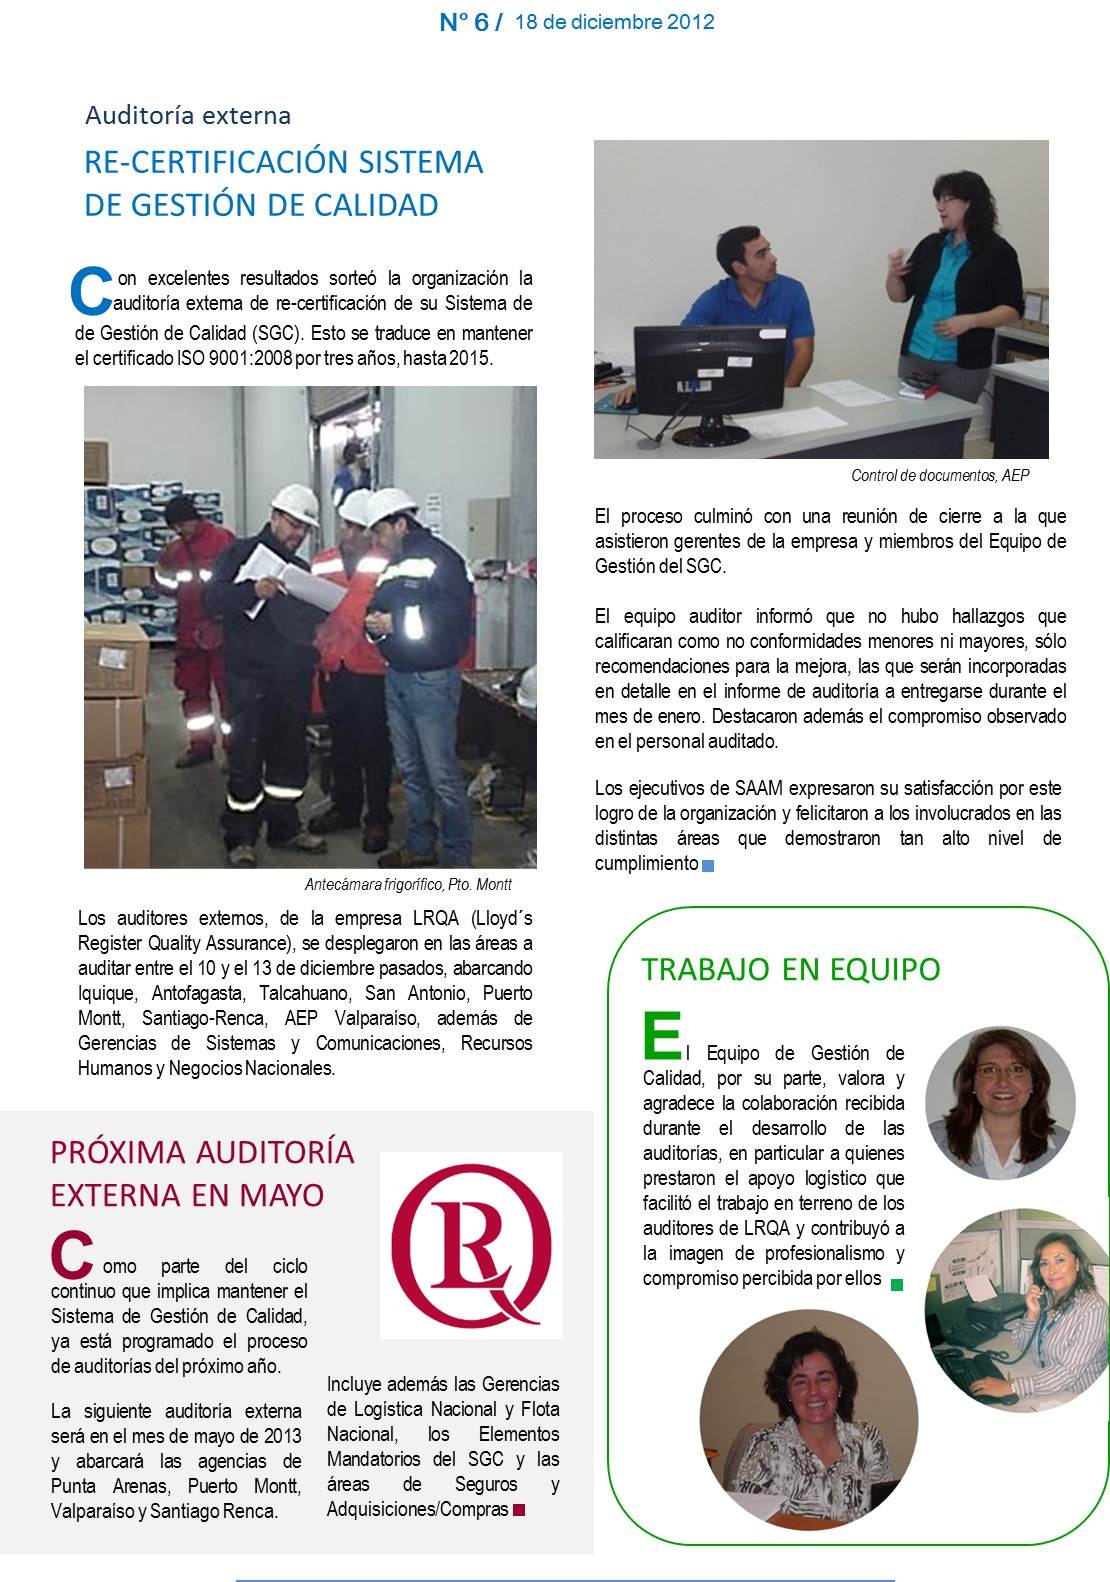 N° 6 / 18 de diciembre 2012
Auditoría externa
RE-CERTIFICACIÓN SISTEMA
DE GESTIÓN DE CALIDAD
Con excelentes resultados sorteó la organización la
auditoría externa de re-certificación de su Sistema de
de Gestión de Calidad (SGC). Esto se traduce en mantener
el certificado ISO 9001:2008 por tres años, hasta 2015.
Antecámara frigorífico, Pto. Montt
Los auditores externos, de la empresa LRQA (Lloyd´s
Register Quality Assurance), se desplegaron en las áreas a
auditar entre el 10 y el 13 de diciembre pasados, abarcando
Iquique, Antofagasta, Talcahuano, San Antonio, Puerto
Montt, Santiago-Renca, AEP Valparaíso, además de
Gerencias de Sistemas y Comunicaciones, Recursos
Humanos y Negocios Nacionales.
Control de documentos, AEP
El proceso culminó con una reunión de cierre a la que
asistieron gerentes de la empresa y miembros del Equipo de
Gestión del SGC.
El equipo auditor informó que no hubo hallazgos que
calificaran como no conformidades menores ni mayores, sólo
recomendaciones para la mejora, las que serán incorporadas
en detalle en el informe de auditoría a entregarse durante el
mes de enero. Destacaron además el compromiso observado
en el personal auditado.
Los ejecutivos de SAAM expresaron su satisfacción por este
logro de la organización y felicitaron a los involucrados en las
distintas áreas que demostraron tan alto nivel de
cumplimiento
PRÓXIMA AUDITORÍA
EXTERNA EN MAYO
Como parte del ciclo
continuo que implica mantener el
Sistema de Gestión de Calidad,
ya está programado el proceso
de auditorías del próximo año.
La siguiente auditoría externa
será en el mes de mayo de 2013
y abarcará las agencias de
Punta Arenas, Puerto Montt,
Valparaíso y Santiago Renca.
LRQ
Incluye además las Gerencias
de Logística Nacional y Flota
Nacional, los Elementos
Mandatorios del SGC y las
áreas de Seguros y
Adquisiciones/Compras
TRABAJO EN EQUIPO
El Equipo de Gestión de
Calidad, por su parte, valora y
agradece la colaboración recibida
durante el desarrollo de las
auditorías, en particular a quienes
prestaron el apoyo logístico que
facilitó el trabajo en terreno de los
auditores de LRQA y contribuyó a
la imagen de profesionalismo y
compromiso percibida por ellos